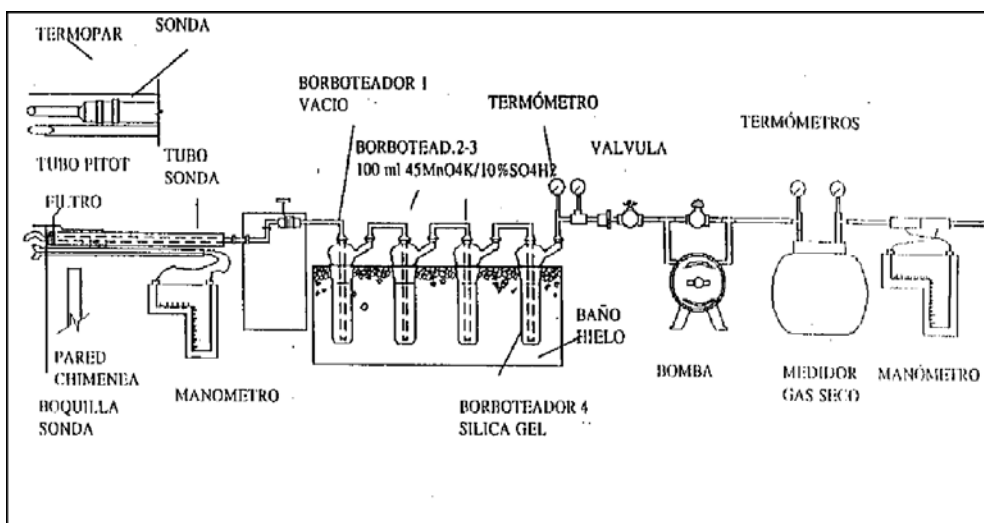 TERMOPAR
SONDA
TUBO PITOT
TUBO
SONDA
FILTRO
PARED
CHIMENEA
BOQUILLA
SONDA
MANOMETRO
BORBOTEADOR 1
VACIO
BORBOTEAD.2-3
100 ml 45MnO4K/10%SO4H2
TERMÓMETRO
VALVULA
TERMÓMETROS
BAÑO
HIELO
BORBOTEADOR 4
SILICA GEL
BOMBA
MEDIDOR
GAS SECO
MANÓMETRO